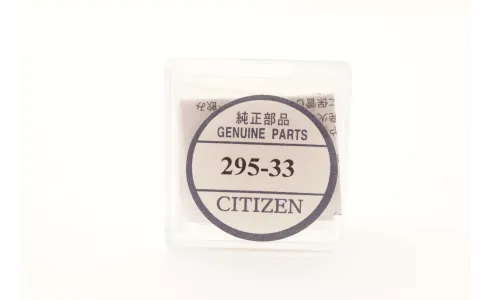 純正部品
GENUINE PARTS
295-33
CITIZEN